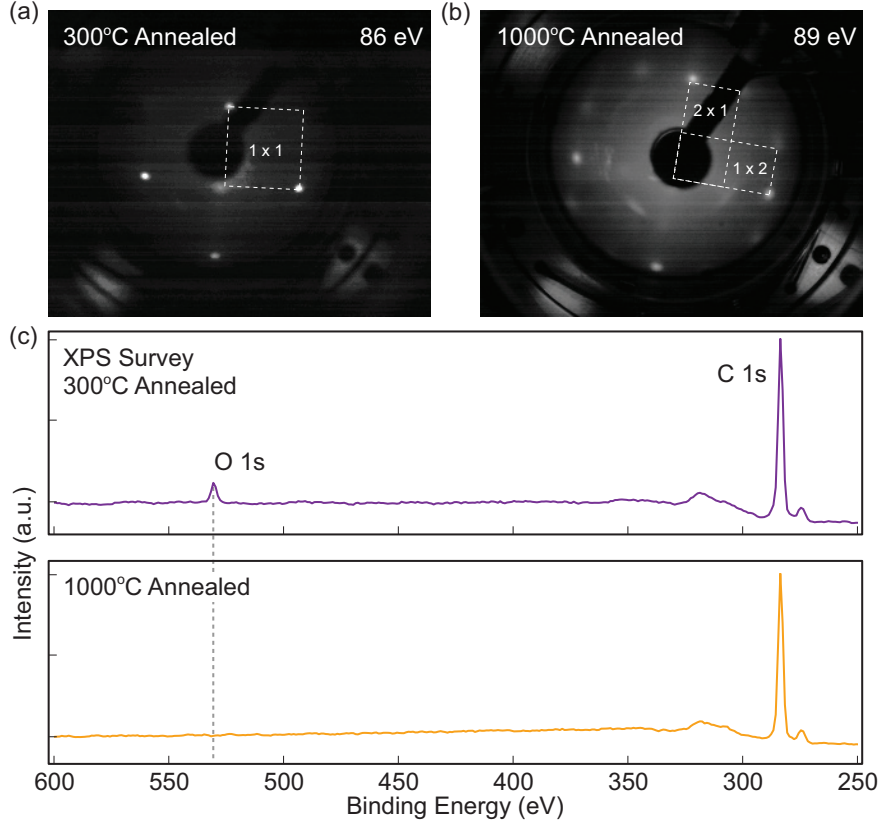 (a)
300°C Annealed 86 eV
1 x 1
(b)
1000°C Annealed 89 eV
2 x 1
1 x 2
(c)
XPS Survey
300°C Annealed
C 1s
O 1s
1000°C Annealed
Intensity (a.u.)
600 550 500 450 400 350 300 250
Binding Energy (eV)